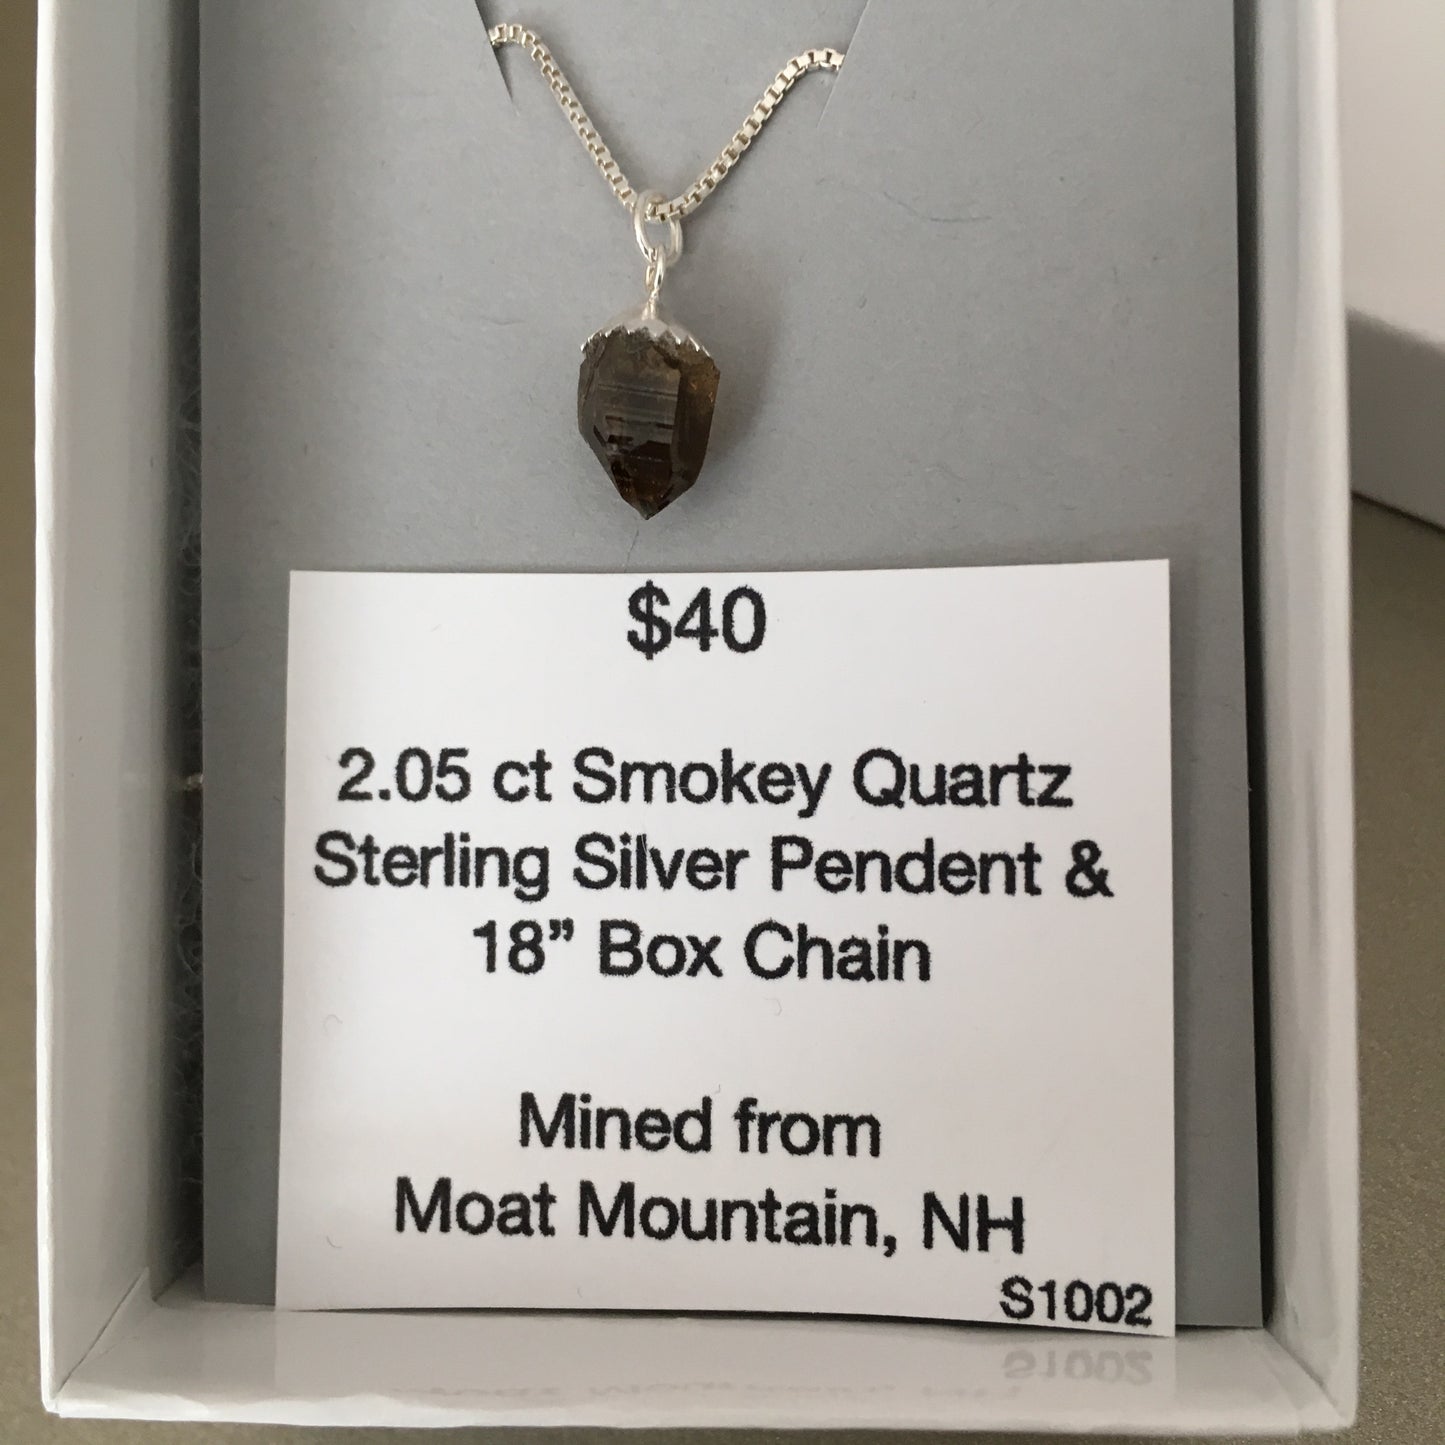 $40
2.05 ct Smokey Quartz
Sterling Silver Pendent &
18” Box Chain
Mined from
Moat Mountain, NH
S1002